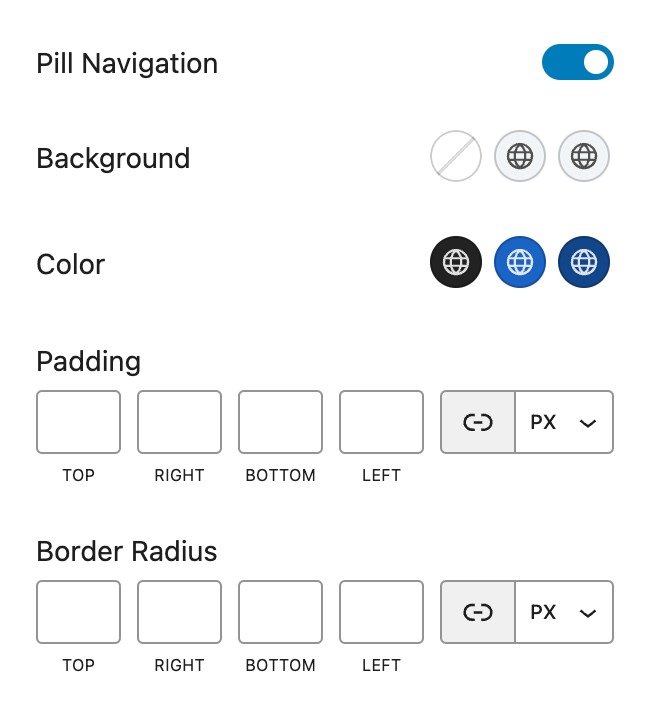 Pill Navigation
Background
Color
Padding
PX
TOP RIGHT BOTTOM LEFT
Border Radius
PX
TOP RIGHT BOTTOM LEFT